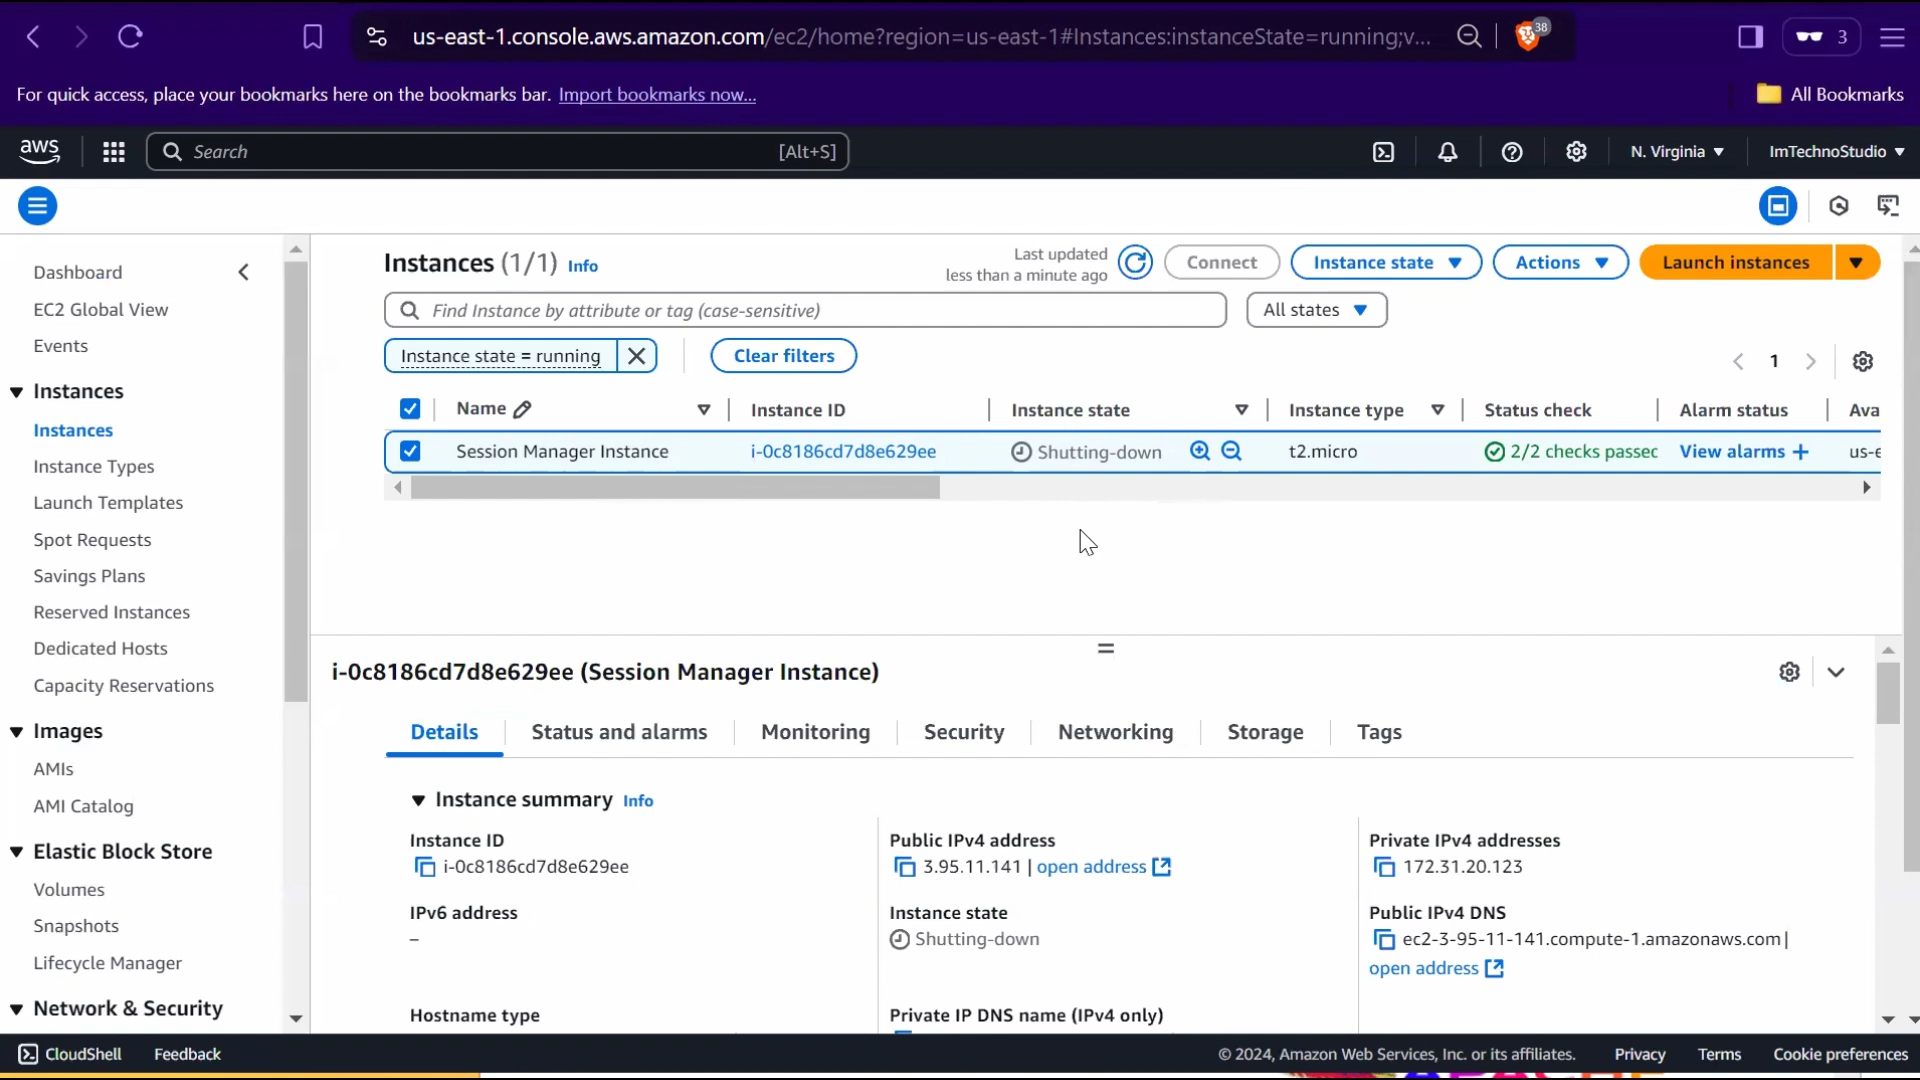 us-east-1.console.aws.amazon.com/ec2/home?region=us-east-1#Instances:instanceState=running;v...
38
3
For quick access, place your bookmarks here on the bookmarks bar. Import bookmarks now...
All Bookmarks
aws
Search
[Alt+S]
N. Virginia
ImTechnoStudio
Dashboard
EC2 Global View
Events
Instances
Instances
Instance Types
Launch Templates
Spot Requests
Savings Plans
Reserved Instances
Dedicated Hosts
Capacity Reservations
Images
AMIs
AMI Catalog
Elastic Block Store
Volumes
Snapshots
Lifecycle Manager
Network & Security
Instances (1/1) Info
Last updated
less than a minute ago
Connect
Instance state
Actions
Launch instances
Find Instance by attribute or tag (case-sensitive)
All states
Instance state = running
Clear filters
1
Name
Instance ID
Instance state
Instance type
Status check
Alarm status
Ava
Session Manager Instance
i-0c8186cd7d8e629ee
Shutting-down
t2.micro
2/2 checks passec
View alarms +
us-e
i-0c8186cd7d8e629ee (Session Manager Instance)
Details
Status and alarms
Monitoring
Security
Networking
Storage
Tags
Instance summary Info
Instance ID
i-0c8186cd7d8e629ee
Public IPv4 address
3.95.11.141 | open address
Private IPv4 addresses
172.31.20.123
IPv6 address
–
Instance state
Shutting-down
Public IPv4 DNS
ec2-3-95-11-141.compute-1.amazonaws.com |
open address
Hostname type
Private IP DNS name (IPv4 only)
CloudShell
Feedback
© 2024, Amazon Web Services, Inc. or its affiliates.
Privacy
Terms
Cookie preferences